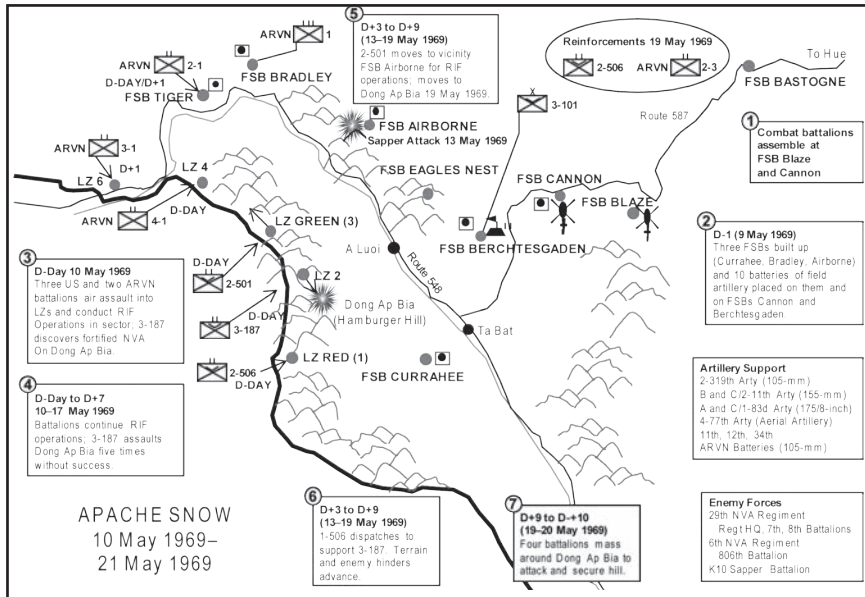 ARVN 1
ARVN 2-1
D-DAY/D+1
FSB BRADLEY
FSB TIGER
ARVN 3-1
D+1
LZ 6
LZ 4
ARVN 4-1
D-DAY
5
D+3 to D+9
(13–19 May 1969)
2-501 moves to vicinity
FSB Airborne for RIF
operations; moves to
Dong Ap Bia 19 May 1969.
FSB AIRBORNE
Sapper Attack 13 May 1969
Reinforcements 19 May 1969
2-506 ARVN 2-3
To Hue
FSB BASTOGNE
Route 587
3-101
FSB EAGLES NEST
FSB CANNON
FSB BLAZE
FSB BERCHTESGADEN
1
Combat battalions
assemble at
FSB Blaze
and Cannon
2
D-1 (9 May 1969)
Three FSBs built up
(Currahee, Bradley, Airborne)
and 10 batteries of field
artillery placed on them and
on FSBs Cannon and
Berchtesgaden.
LZ GREEN (3)
D-DAY
2-501
LZ 2
D-DAY
3-187
Dong Ap Bia
(Hamburger Hill)
A Luoi
Route 548
Ta Bat
LZ RED (1)
2-506
D-DAY
FSB CURRAHEE
3
D-Day 10 May 1969
Three US and two ARVN
battalions air assault into
LZs and conduct RIF
Operations in sector; 3-187
discovers fortified NVA
On Dong Ap Bia.
4
D-Day to D+7
10–17 May 1969
Battalions continue RIF
operations; 3-187 assaults
Dong Ap Bia five times
without success.
Artillery Support
2-319th Arty (105-mm)
B and C/2-11th Arty (155-mm)
A and C/1-83d Arty (175/8-inch)
4-77th Arty (Aerial Artillery)
11th, 12th, 34th
ARVN Batteries (105-mm)
Enemy Forces
29th NVA Regiment
Regt HQ, 7th, 8th Battalions
6th NVA Regiment
806th Battalion
K10 Sapper Battalion
6
D+3 to D+9
(13–19 May 1969)
1-506 dispatches to
support 3-187. Terrain
and enemy hinders
advance.
7
D+9 to D-+10
(19–20 May 1969)
Four battalions mass
around Dong Ap Bia to
attack and secure hill.
APACHE SNOW
10 May 1969–
21 May 1969